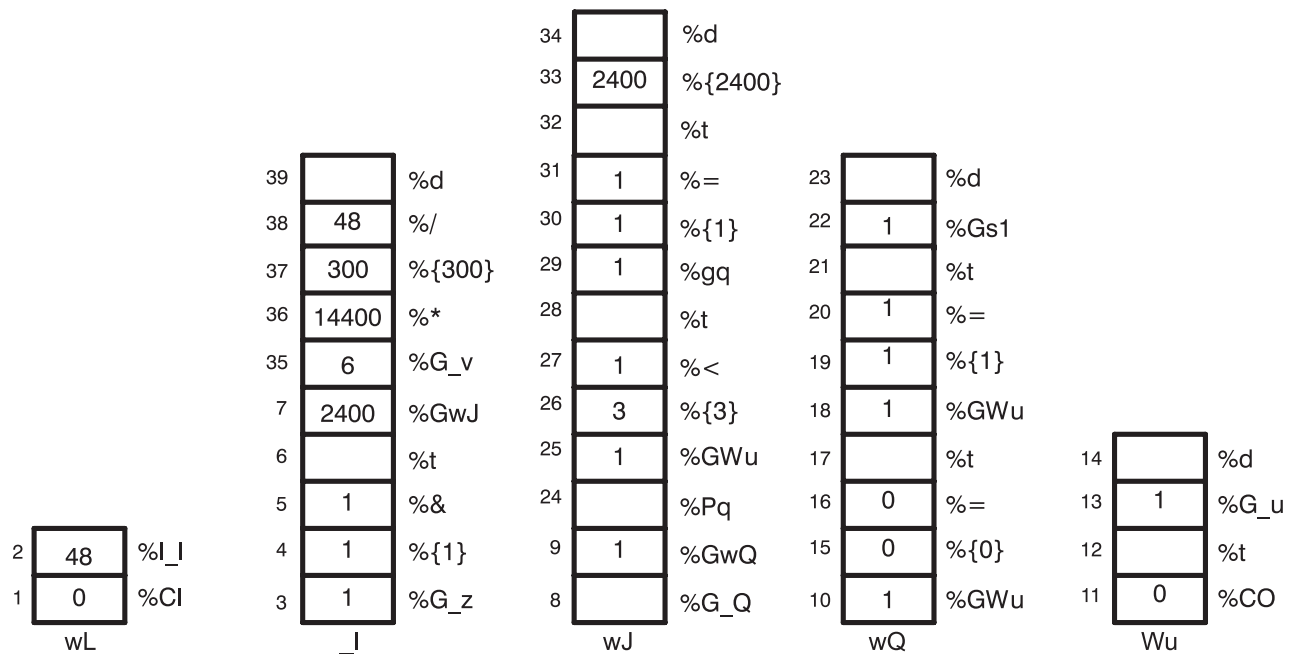 34 %d
33 2400 %{2400}
32 %t
39 %d 31 1 %= 23 %d
38 48 %/ 30 1 %{1} 22 1 %Gs1
37 300 %{300} 29 1 %gq 21 %t
36 14400 %* 28 %t 20 1 %=
35 6 %G_v 27 1 %< 19 1 %{1}
7 2400 %GwJ 26 3 %{3} 18 1 %GWu
6 %t 25 1 %GWu 17 %t 14 %d
5 1 %& 24 %Pq 16 0 %= 13 1 %G_u
2 48 %I_I 4 1 %{1} 9 1 %GwQ 15 0 %{0} 12 %t
1 0 %CI 3 1 %G_z 8 %G_Q 10 1 %GWu 11 0 %CO
wL _I wJ wQ Wu